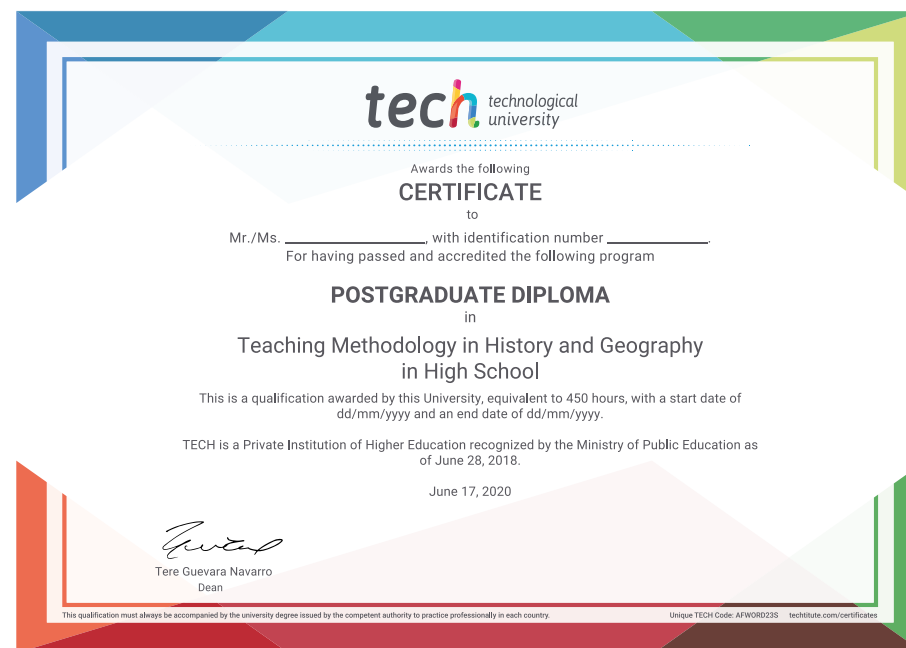 tech technological
university
Awards the following
CERTIFICATE
to
Mr./Ms. ________________, with identification number ____________.
For having passed and accredited the following program
POSTGRADUATE DIPLOMA
in
Teaching Methodology in History and Geography
in High School
This is a qualification awarded by this University, equivalent to 450 hours, with a start date of
dd/mm/yyyy and an end date of dd/mm/yyyy.
TECH is a Private Institution of Higher Education recognized by the Ministry of Public Education as
of June 28, 2018.
June 17, 2020
Tere Guevara Navarro
Dean
This qualification must always be accompanied by the university degree issued by the competent authority to practice professionally in each country.
Unique TECH Code: AFWORD23S techtitute.com/certificates